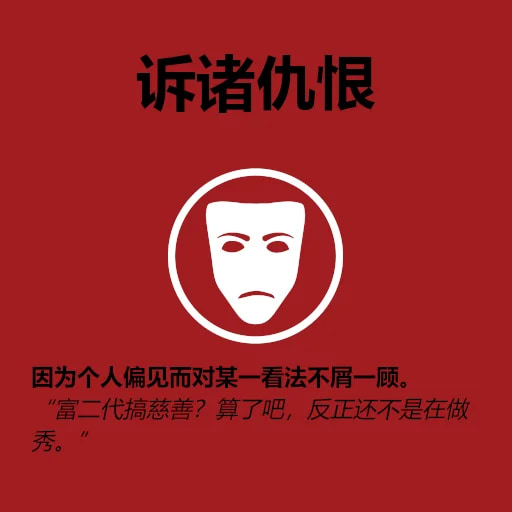 诉诸仇恨
因为个人偏见而对某一看法不屑一顾。
“富二代搞慈善？算了吧，反正还不是在做
秀。“